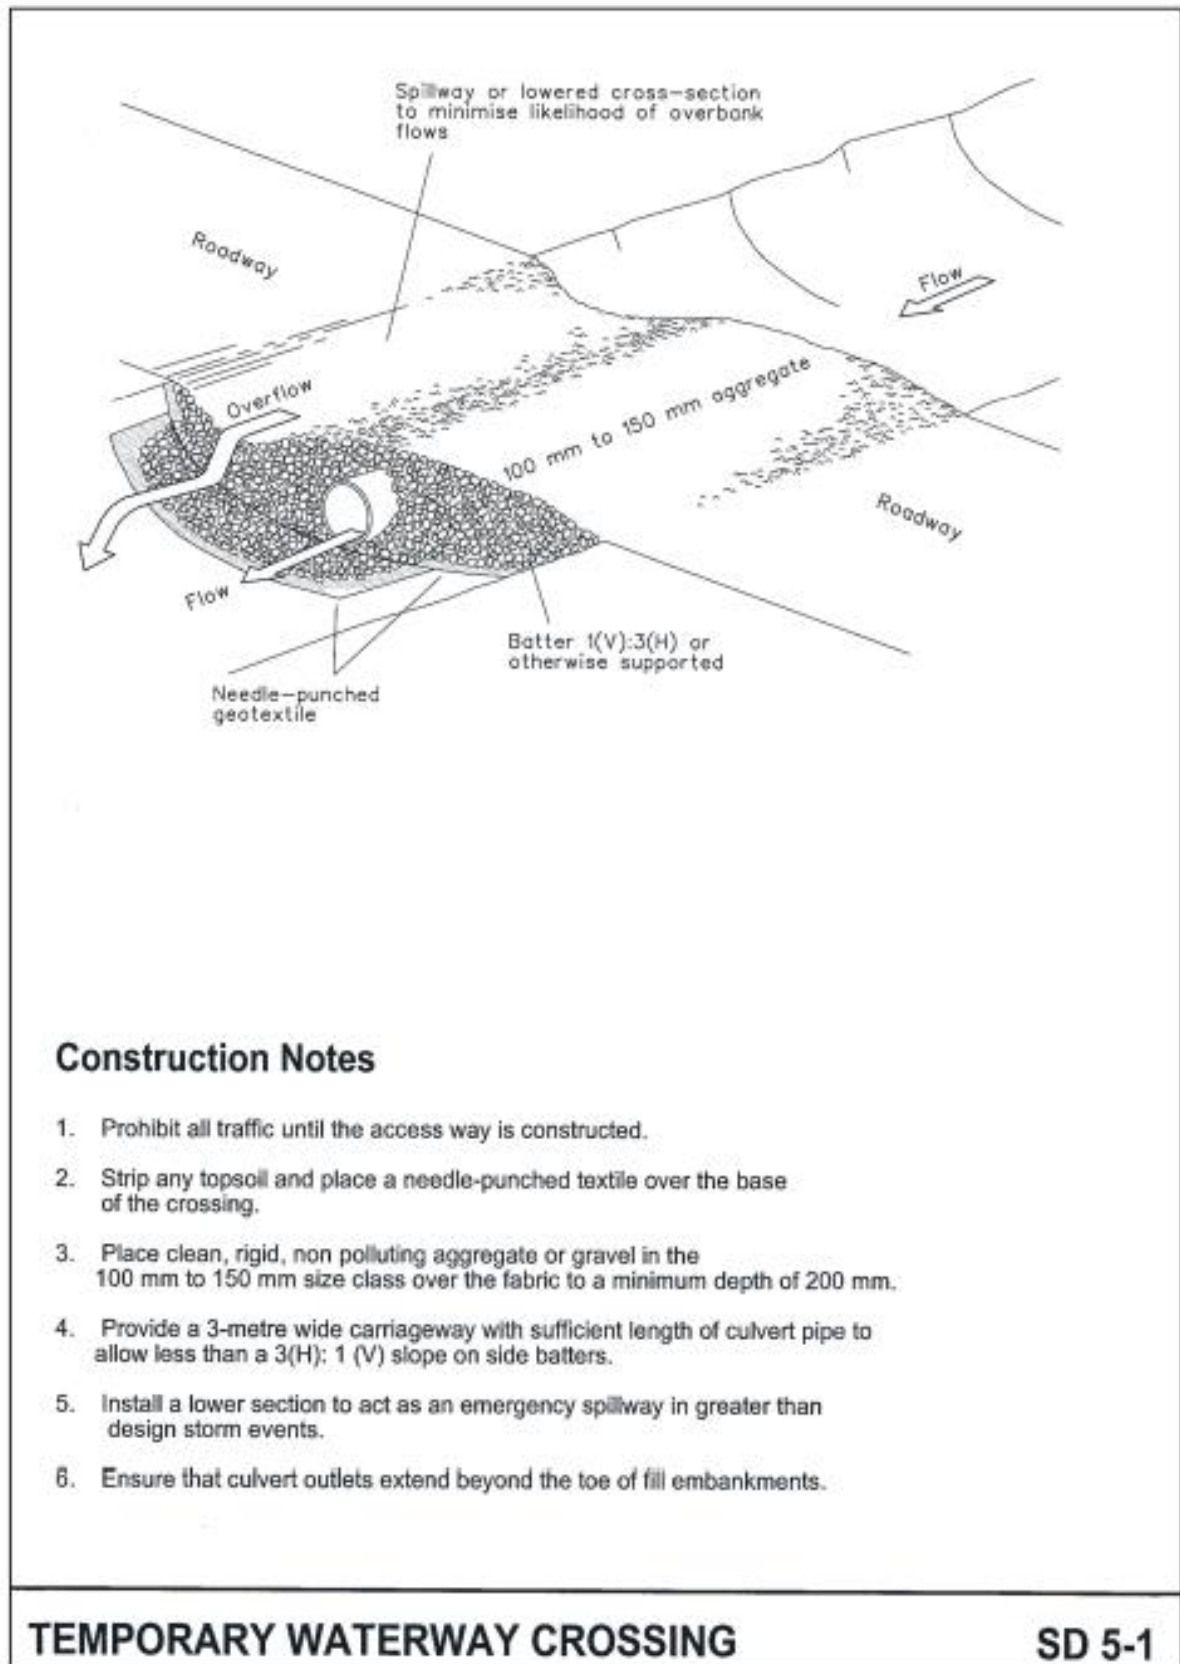 Spillway or lowered cross-section
to minimise likelihood of overbank
flows
Roadway
Flow
Overflow
100 mm to 150 mm aggregate
Roadway
Flow
Batter 1(V):3(H) or
otherwise supported
Needle-punched
geotextile
Construction Notes
1. Prohibit all traffic until the access way is constructed.
2. Strip any topsoil and place a needle-punched textile over the base
of the crossing.
3. Place clean, rigid, non polluting aggregate or gravel in the
100 mm to 150 mm size class over the fabric to a minimum depth of 200 mm.
4. Provide a 3-metre wide carriageway with sufficient length of culvert pipe to
allow less than a 3(H): 1 (V) slope on side batters.
5. Install a lower section to act as an emergency spillway in greater than
design storm events.
6. Ensure that culvert outlets extend beyond the toe of fill embankments.
TEMPORARY WATERWAY CROSSING
SD 5-1